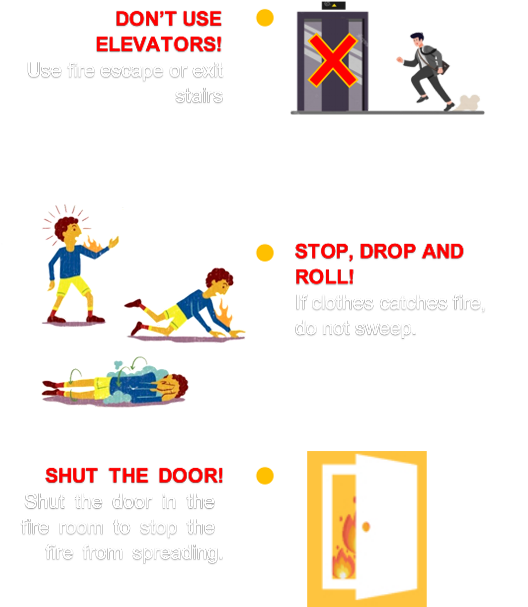 DON'T USE
ELEVATORS!
Use fire escape or exit
stairs
STOP, DROP AND
ROLL!
If clothes catches fire,
do not sweep.
SHUT THE DOOR!
Shut the door in the
fire room to stop the
fire from spreading.